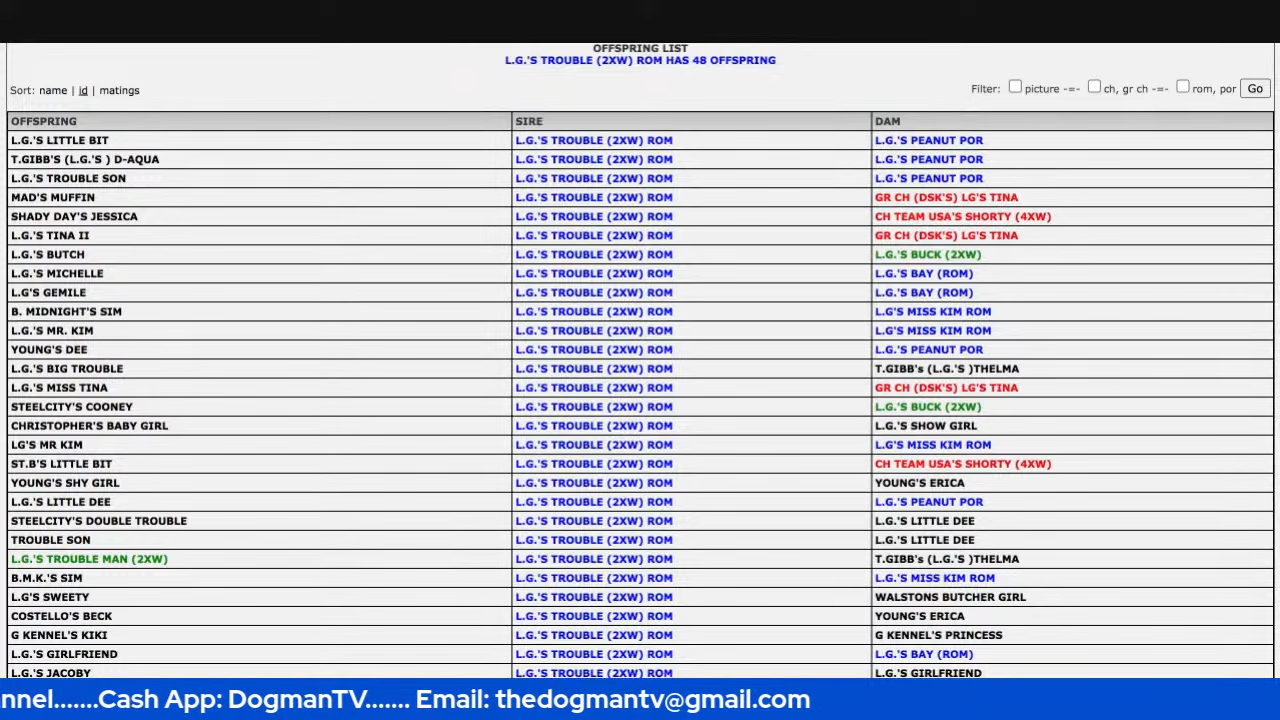 OFFSPRING LIST
L.G.'S TROUBLE (2XW) ROM HAS 48 OFFSPRING
Sort: name | id | matings Filter: picture -=- ch, gr ch -=- rom, por Go
OFFSPRING SIRE DAM
L.G.'S LITTLE BIT L.G.'S TROUBLE (2XW) ROM L.G.'S PEANUT POR
T.GIBB'S (L.G.'S ) D-AQUA L.G.'S TROUBLE (2XW) ROM L.G.'S PEANUT POR
L.G.'S TROUBLE SON L.G.'S TROUBLE (2XW) ROM L.G.'S PEANUT POR
MAD'S MUFFIN L.G.'S TROUBLE (2XW) ROM GR CH (DSK'S) LG'S TINA
SHADY DAY'S JESSICA L.G.'S TROUBLE (2XW) ROM CH TEAM USA'S SHORTY (4XW)
L.G.'S TINA II L.G.'S TROUBLE (2XW) ROM GR CH (DSK'S) LG'S TINA
L.G.'S BUTCH L.G.'S TROUBLE (2XW) ROM L.G.'S BUCK (2XW)
L.G.'S MICHELLE L.G.'S TROUBLE (2XW) ROM L.G.'S BAY (ROM)
L.G'S GEMILE L.G.'S TROUBLE (2XW) ROM L.G.'S BAY (ROM)
B. MIDNIGHT'S SIM L.G.'S TROUBLE (2XW) ROM L.G'S MISS KIM ROM
L.G.'S MR. KIM L.G.'S TROUBLE (2XW) ROM L.G'S MISS KIM ROM
YOUNG'S DEE L.G.'S TROUBLE (2XW) ROM L.G.'S PEANUT POR
L.G.'S BIG TROUBLE L.G.'S TROUBLE (2XW) ROM T.GIBB's (L.G.'S )THELMA
L.G.'S MISS TINA L.G.'S TROUBLE (2XW) ROM GR CH (DSK'S) LG'S TINA
STEELCITY'S COONEY L.G.'S TROUBLE (2XW) ROM L.G.'S BUCK (2XW)
CHRISTOPHER'S BABY GIRL L.G.'S TROUBLE (2XW) ROM L.G.'S SHOW GIRL
LG'S MR KIM L.G.'S TROUBLE (2XW) ROM L.G'S MISS KIM ROM
ST.B'S LITTLE BIT L.G.'S TROUBLE (2XW) ROM CH TEAM USA'S SHORTY (4XW)
YOUNG'S SHY GIRL L.G.'S TROUBLE (2XW) ROM YOUNG'S ERICA
L.G.'S LITTLE DEE L.G.'S TROUBLE (2XW) ROM L.G.'S PEANUT POR
STEELCITY'S DOUBLE TROUBLE L.G.'S TROUBLE (2XW) ROM L.G.'S LITTLE DEE
TROUBLE SON L.G.'S TROUBLE (2XW) ROM L.G.'S LITTLE DEE
L.G.'S TROUBLE MAN (2XW) L.G.'S TROUBLE (2XW) ROM T.GIBB's (L.G.'S )THELMA
B.M.K.'S SIM L.G.'S TROUBLE (2XW) ROM L.G.'S MISS KIM ROM
L.G'S SWEETY L.G.'S TROUBLE (2XW) ROM WALSTONS BUTCHER GIRL
COSTELLO'S BECK L.G.'S TROUBLE (2XW) ROM YOUNG'S ERICA
G KENNEL'S KIKI L.G.'S TROUBLE (2XW) ROM G KENNEL'S PRINCESS
L.G.'S GIRLFRIEND L.G.'S TROUBLE (2XW) ROM L.G.'S BAY (ROM)
L.G.'S JACOBY L.G.'S TROUBLE (2XW) ROM L.G.'S GIRLFRIEND
nnel.......Cash App: DogmanTV....... Email: thedogmantv@gmail.com